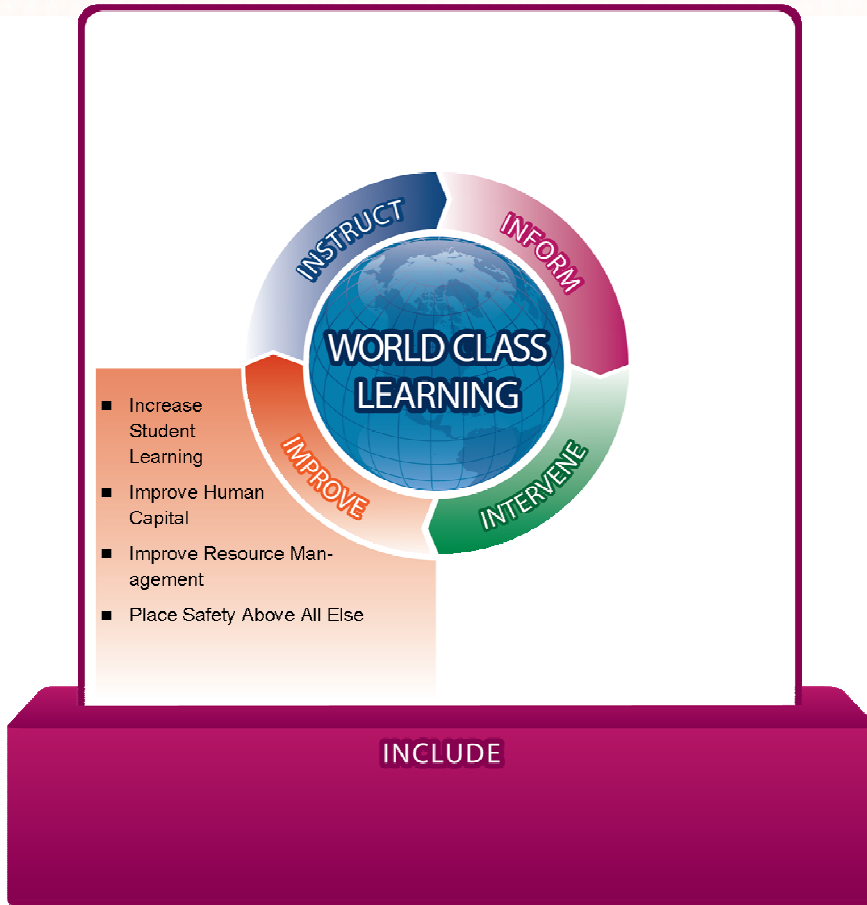 INSTRUCT
INFORM
WORLD CLASS
LEARNING
IMPROVE
INTERVENE
■ Increase
Student
Learning
■ Improve Human
Capital
■ Improve Resource Man-
agement
■ Place Safety Above All Else
INCLUDE